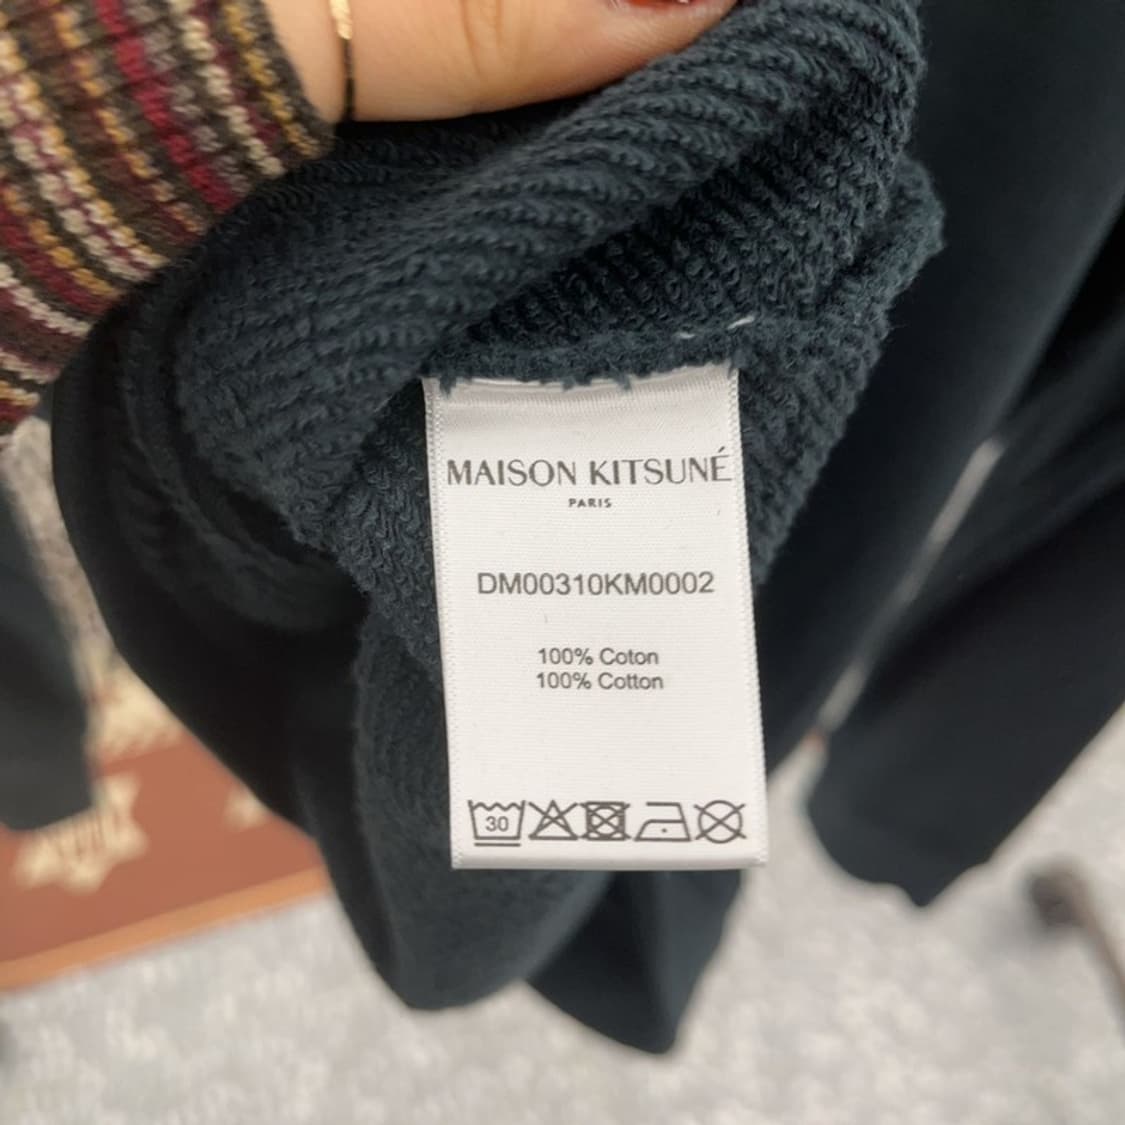 MAISON KITSUNÉ
PARIS
DM00310KM0002
100% Coton
100% Cotton
30